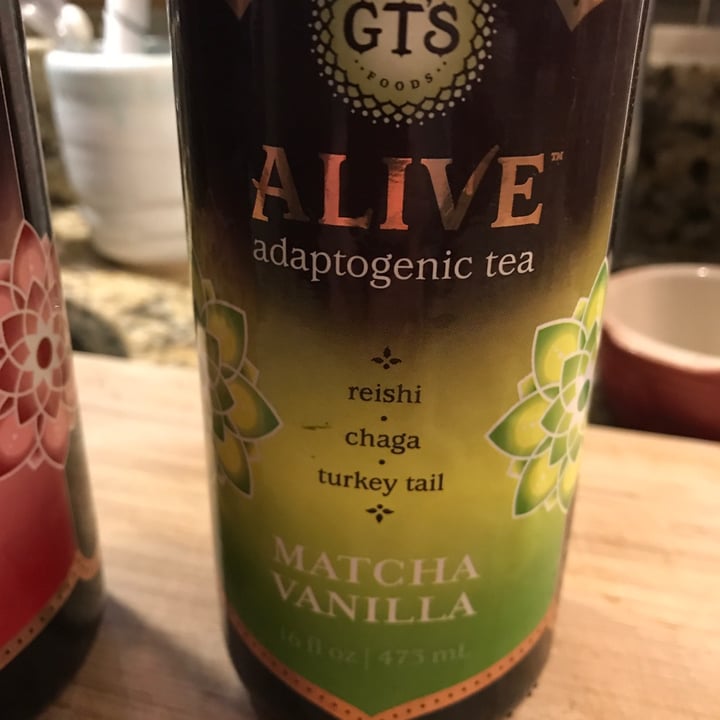 GT'S
FOODS
ALIVE™
adaptogenic tea
reishi
chaga
turkey tail
MATCHA
VANILLA
16 fl oz | 473 mL